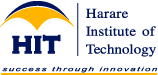 HIT
Harare
Institute of
Technology
success through innovation